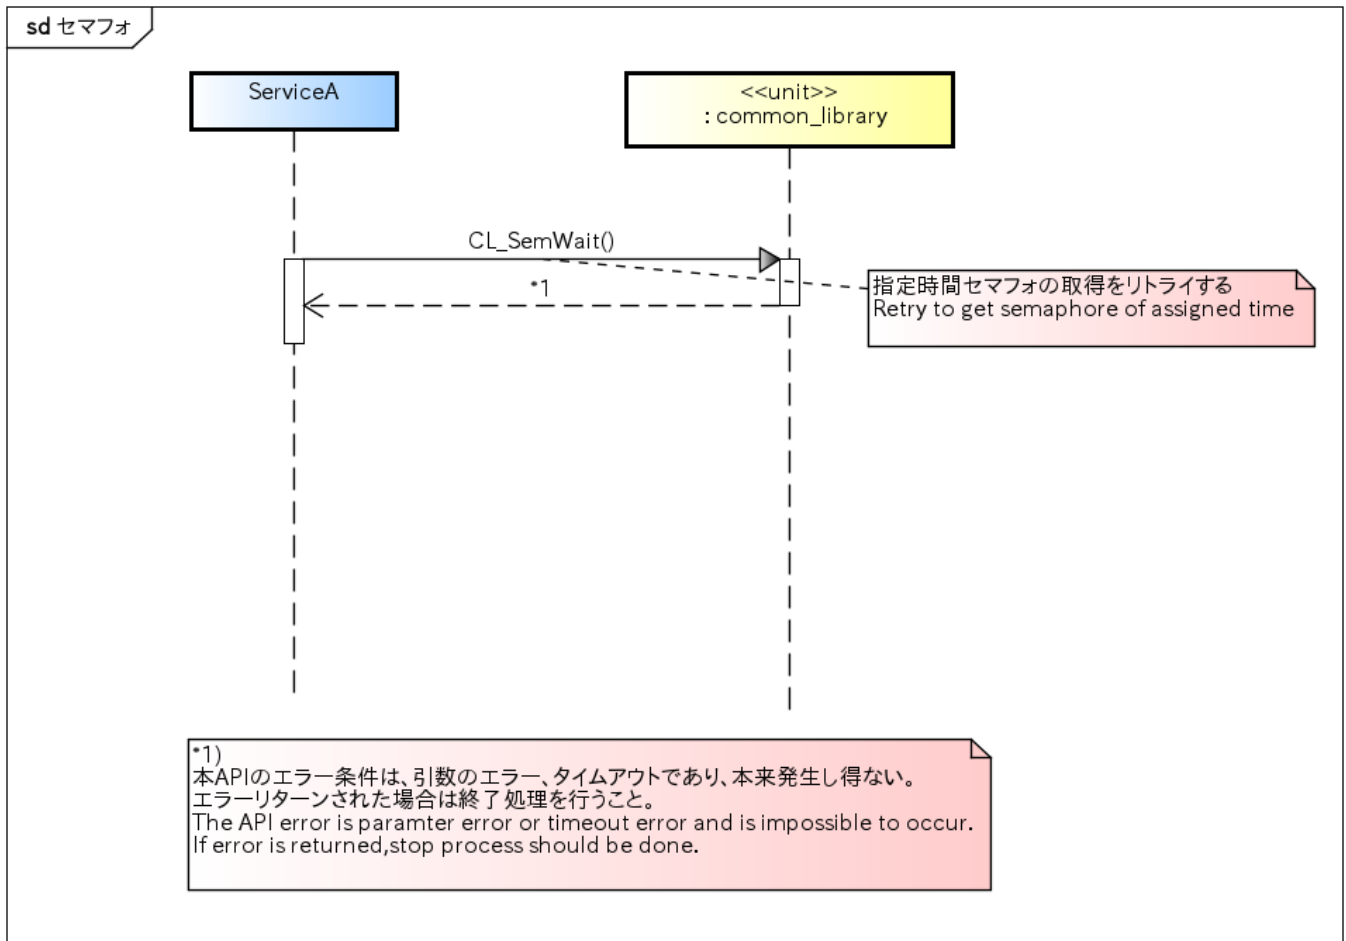 sd セマフォ
ServiceA
<<unit>>
: common_library
CL_SemWait()
*1
指定時間セマフォの取得をリトライする
Retry to get semaphore of assigned time
*1)
本APIのエラー条件は、引数のエラー、タイムアウトであり、本来発生し得ない。
エラーリターンされた場合は終了処理を行うこと。
The API error is paramter error or timeout error and is impossible to occur.
If error is returned,stop process should be done.